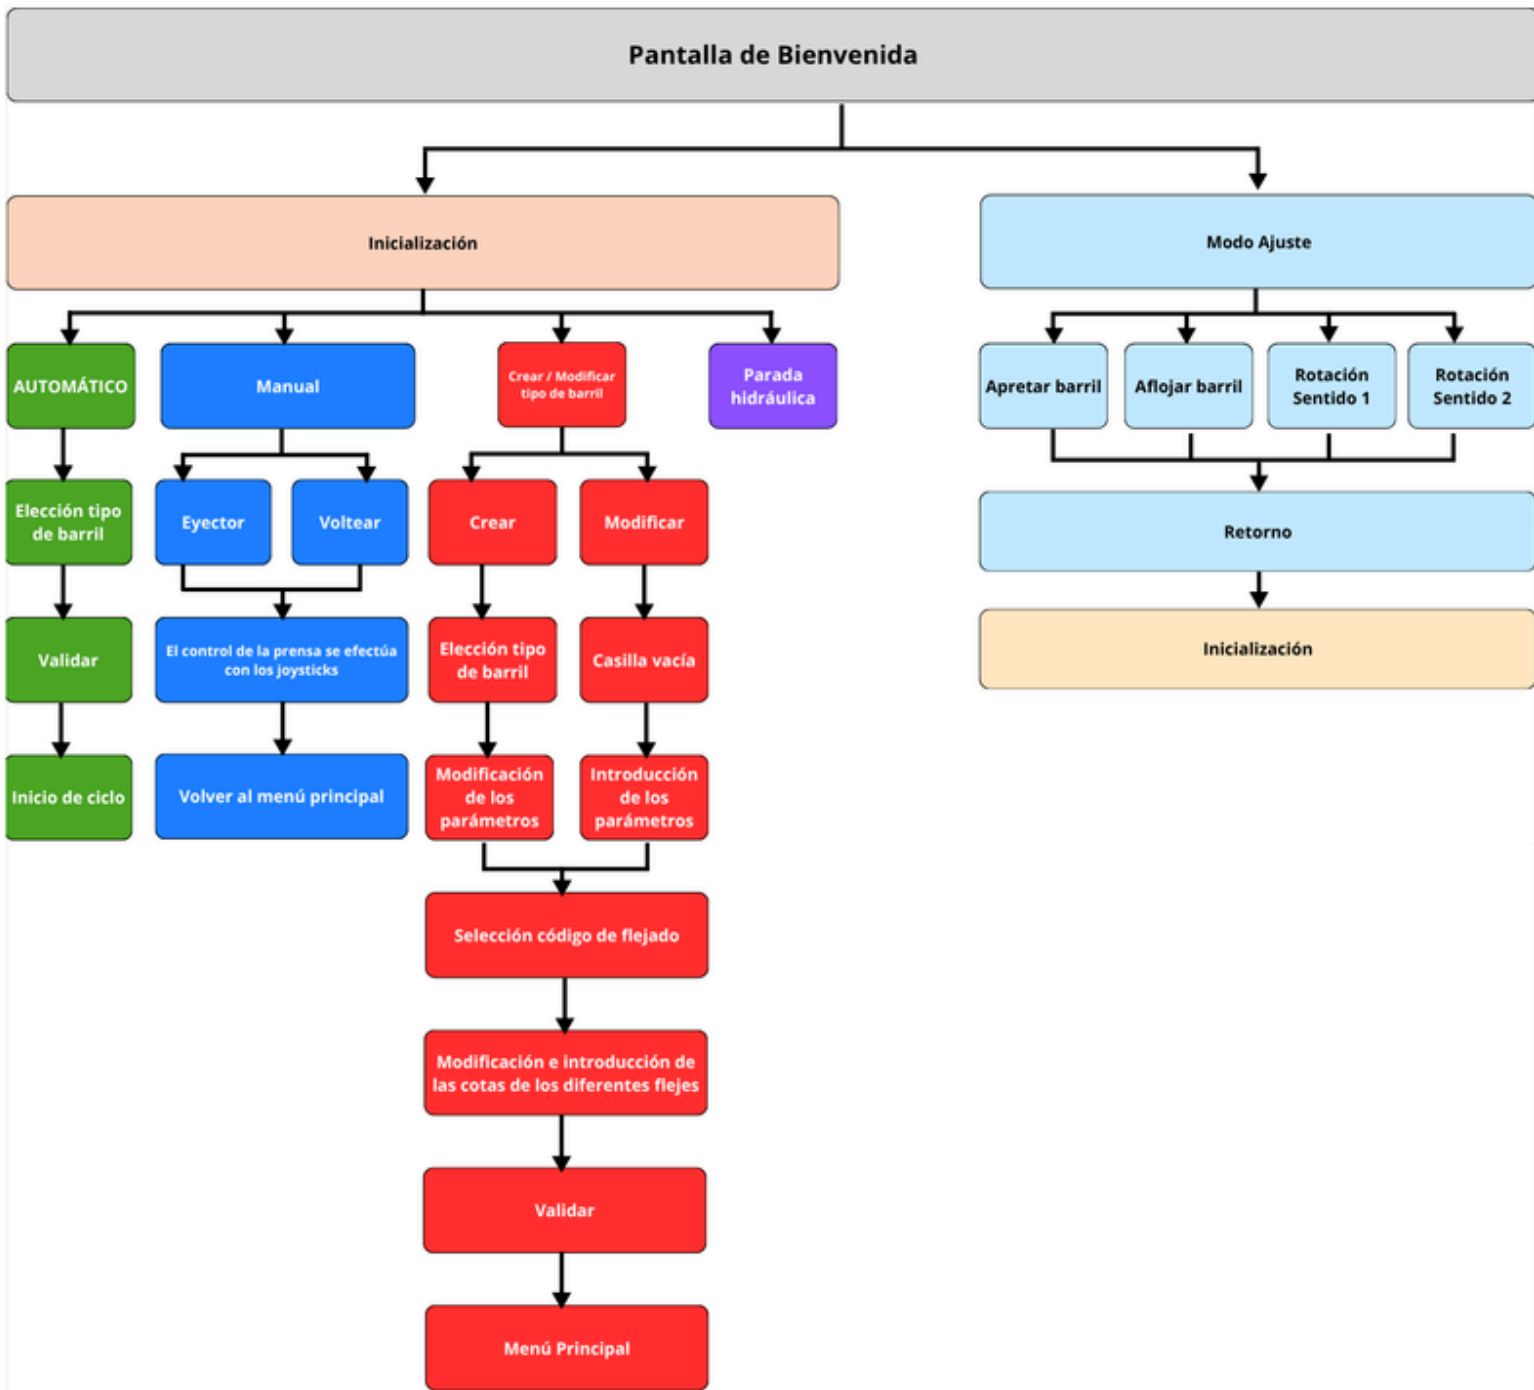 Pantalla de Bienvenida
Inicialización
Modo Ajuste
AUTOMÁTICO
Manual
Crear / Modificar
tipo de barril
Parada
hidráulica
Apretar barril
Aflojar barril
Rotación
Sentido 1
Rotación
Sentido 2
Elección tipo
de barril
Eyector
Voltear
Crear
Modificar
Retorno
Validar
El control de la prensa se efectúa
con los joysticks
Elección tipo
de barril
Casilla vacía
Inicialización
Inicio de ciclo
Volver al menú principal
Modificación
de los
parámetros
Introducción
de los
parámetros
Selección código de flejado
Modificación e introducción de
las cotas de los diferentes flejes
Validar
Menú Principal